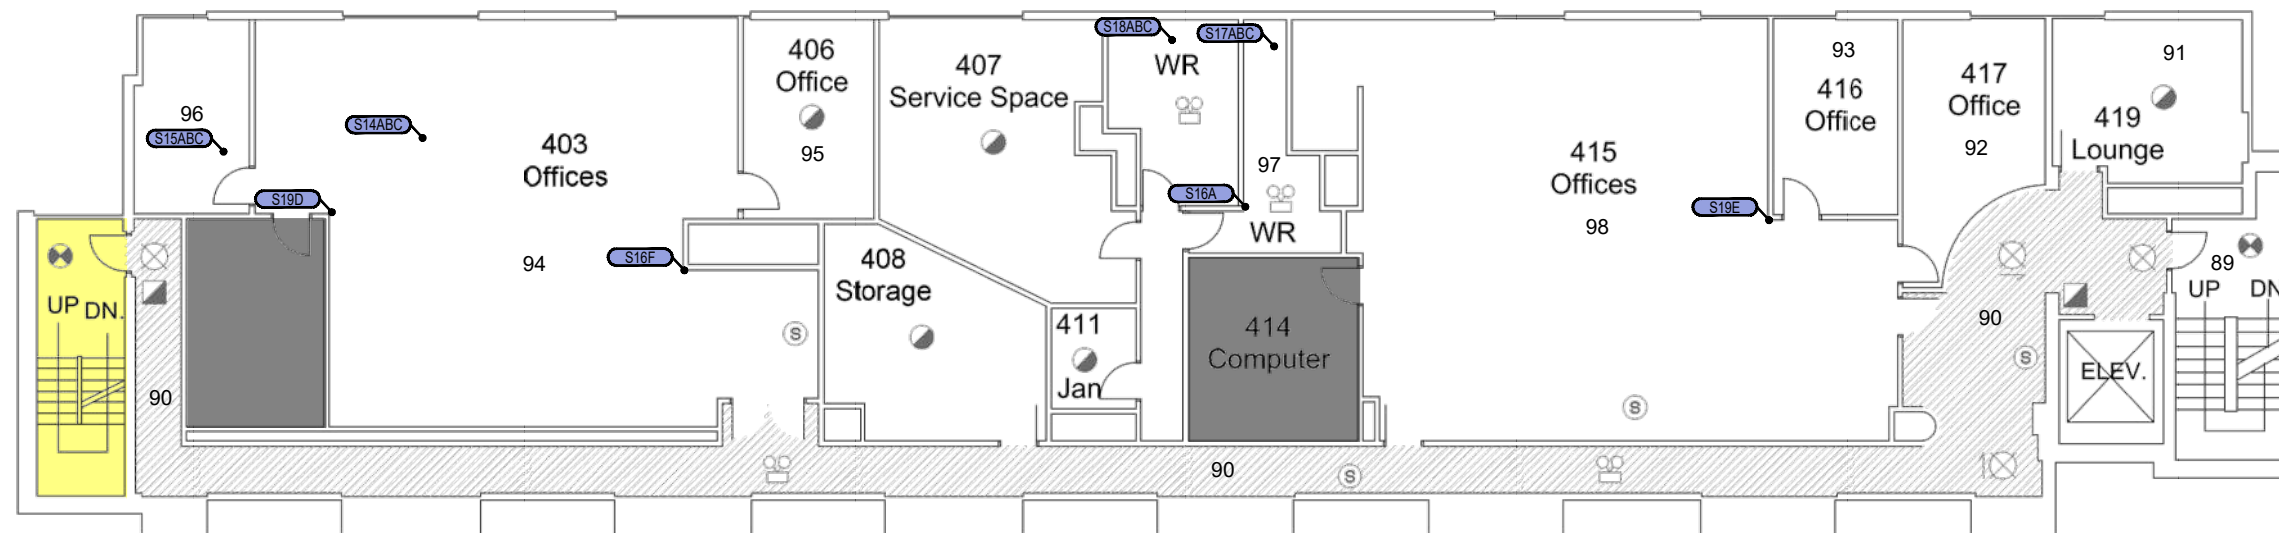 S18ABC
S17ABC
406
Office
407
Service Space
WR
93
416
Office
417
Office
91
419
Lounge
96
S15ABC
S14ABC
403
Offices
95
415
Offices
92
97
S19D
S16A
S19E
98
WR
S16F
94
408
Storage
89
UP
DN.
UP
DN
90
411
Jan
414
Computer
S
S
S
ELEV.
90
90
S